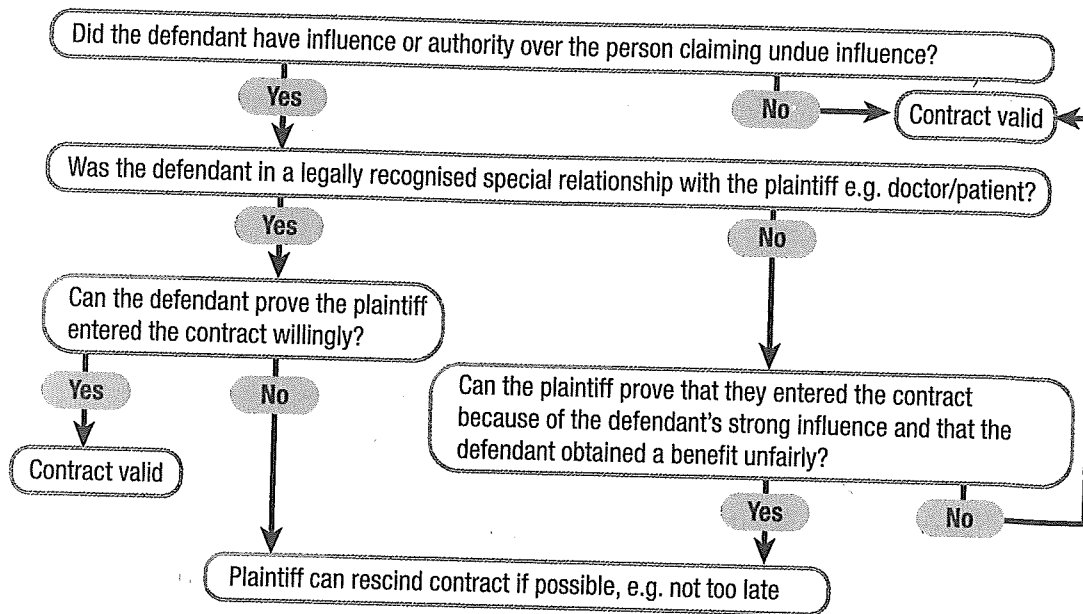 Did the defendant have influence or authority over the person claiming undue influence?
Yes
No
Contract valid
Was the defendant in a legally recognised special relationship with the plaintiff e.g. doctor/patient?
Yes
No
Can the defendant prove the plaintiff
entered the contract willingly?
Yes
No
Contract valid
Can the plaintiff prove that they entered the contract
because of the defendant's strong influence and that the
defendant obtained a benefit unfairly?
Yes
No
Plaintiff can rescind contract if possible, e.g. not too late